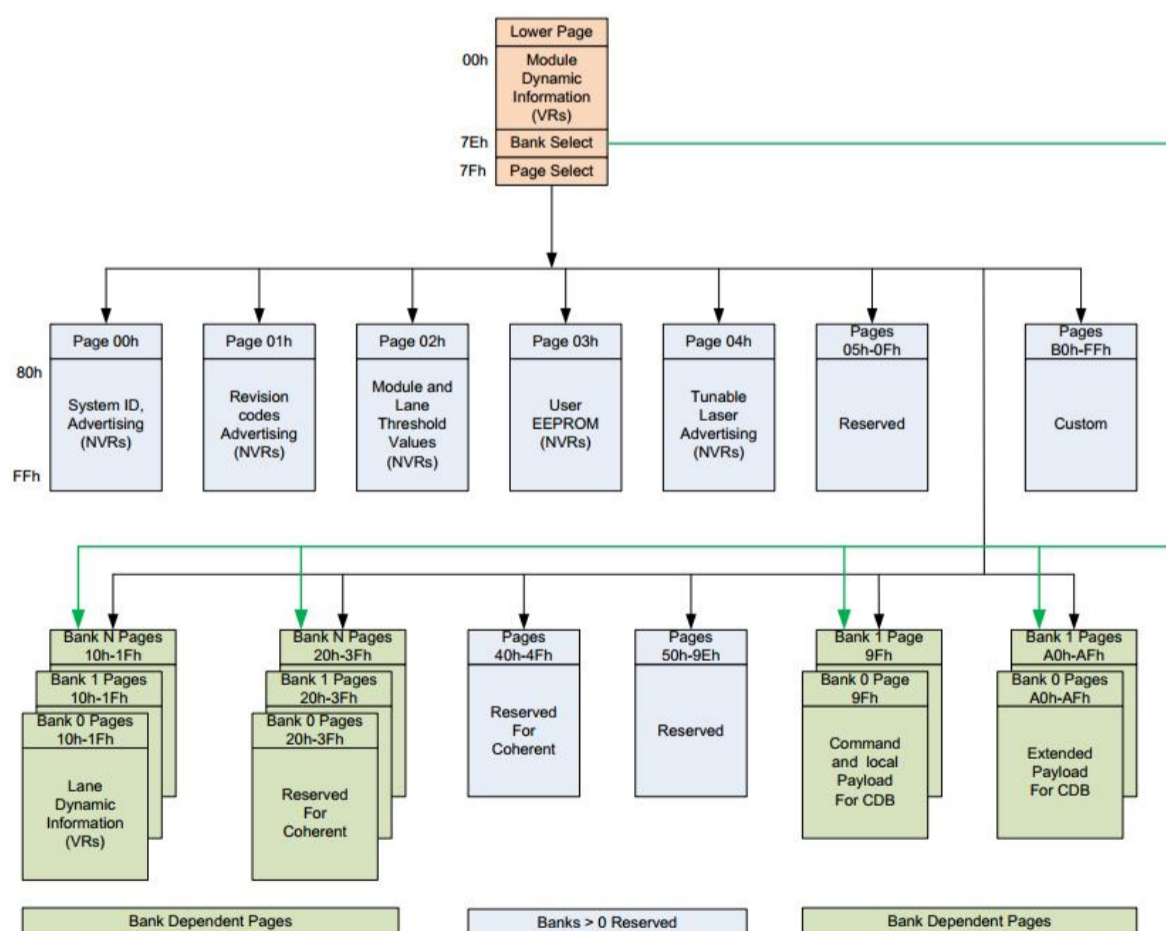 Lower Page
00h
Module
Dynamic
Information
(VRs)
7Eh
Bank Select
7Fh
Page Select
Page 00h
Page 01h
Page 02h
Page 03h
Page 04h
Pages
05h-0Fh
Pages
B0h-FFh
80h
FFh
System ID,
Advertising
(NVRs)
Revision
codes
Advertising
(NVRs)
Module and
Lane
Threshold
Values
(NVRs)
User
EEPROM
(NVRs)
Tunable
Laser
Advertising
(NVRs)
Reserved
Custom
Bank N Pages
10h-1Fh
Bank 1 Pages
10h-1Fh
Bank 0 Pages
10h-1Fh
Lane
Dynamic
Information
(VRs)
Bank N Pages
20h-3Fh
Bank 1 Pages
20h-3Fh
Bank 0 Pages
20h-3Fh
Reserved
For
Coherent
Pages
40h-4Fh
Reserved
For
Coherent
Pages
50h-9Eh
Reserved
Bank 1 Page
9Fh
Bank 0 Page
9Fh
Command
and local
Payload
For CDB
Bank 1 Pages
A0h-AFh
Bank 0 Pages
A0h-AFh
Extended
Payload
For CDB
Bank Dependent Pages
Banks > 0 Reserved
Bank Dependent Pages